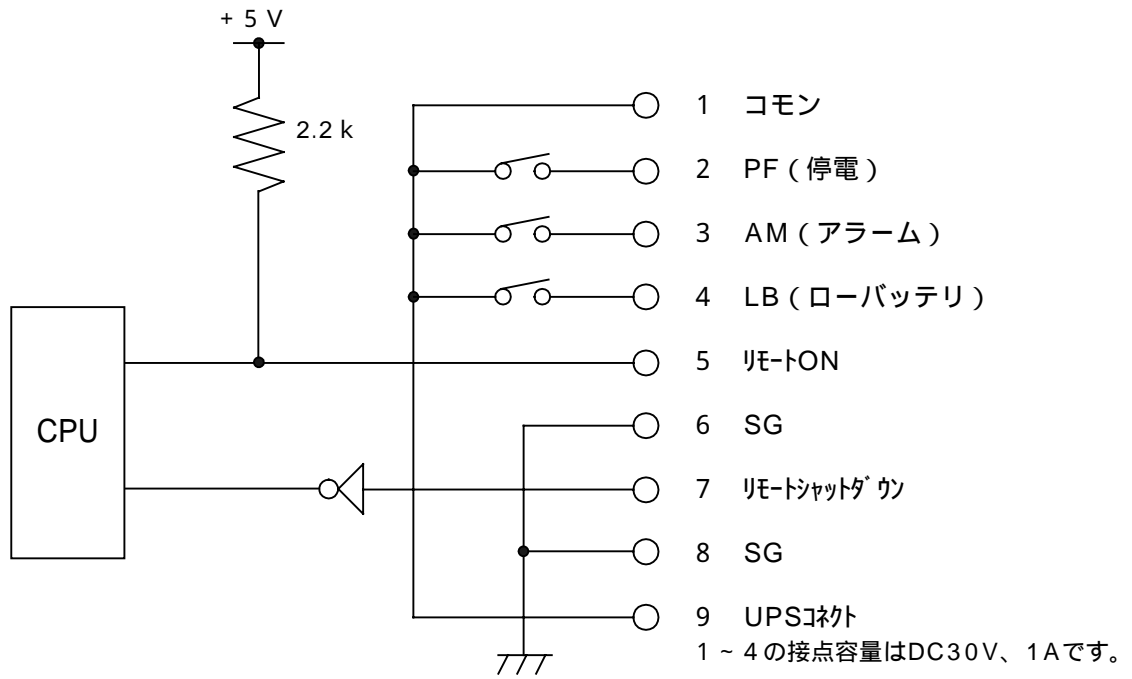 +5V
2.2k
1 コモン
2 PF(停電)
3 AM(アラーム)
4 LB(ローバッテリ)
5 ﾘﾓｰﾄON
CPU
6 SG
7 ﾘﾓｰﾄｼｬｯﾄﾀﾞｳﾝ
8 SG
9 UPSｺﾈｸﾄ
1~4の接点容量はDC30V、1Aです。